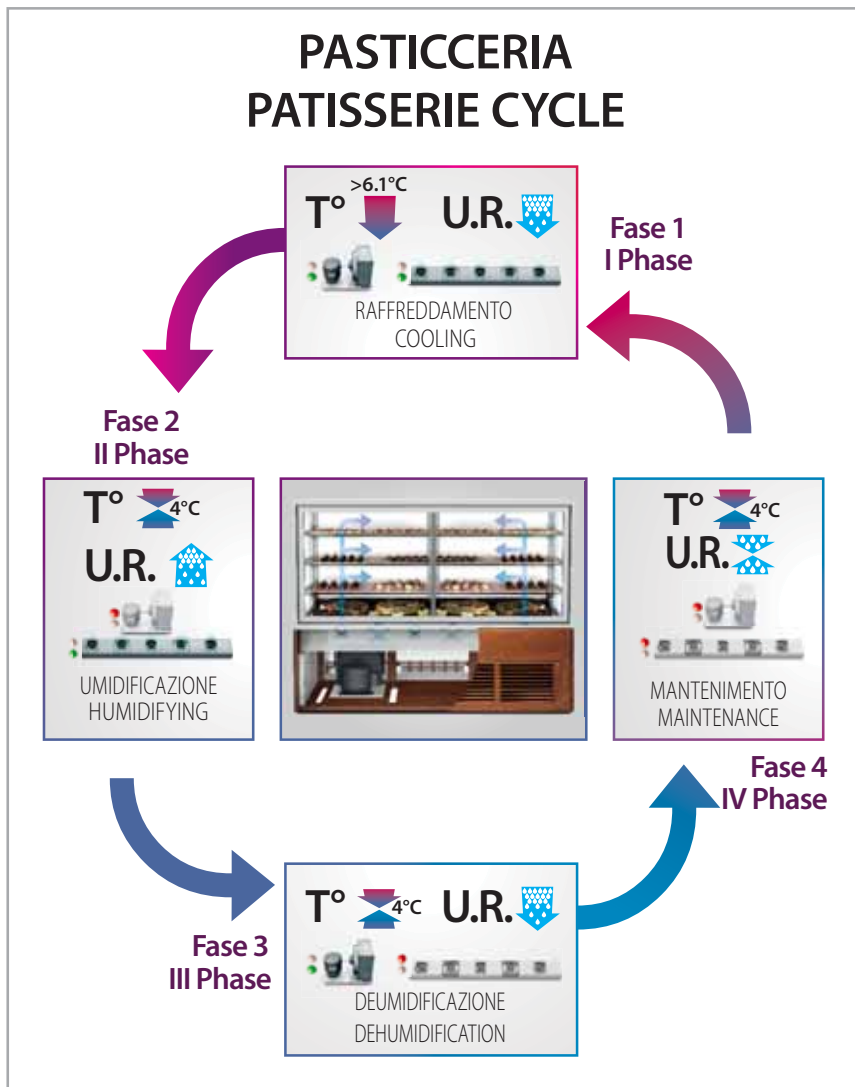 PASTICCERIA
PATISSERIE CYCLE
>6.1°C
T° U.R.
RAFFREDDAMENTO
COOLING
Fase 1
I Phase
Fase 2
II Phase
T° 4°C
U.R.
UMIDIFICAZIONE
HUMIDIFYING
T° 4°C
U.R.
MANTENIMENTO
MAINTENANCE
Fase 4
IV Phase
T° 4°C U.R.
Fase 3
III Phase
DEUMIDIFICAZIONE
DEHUMIDIFICATION